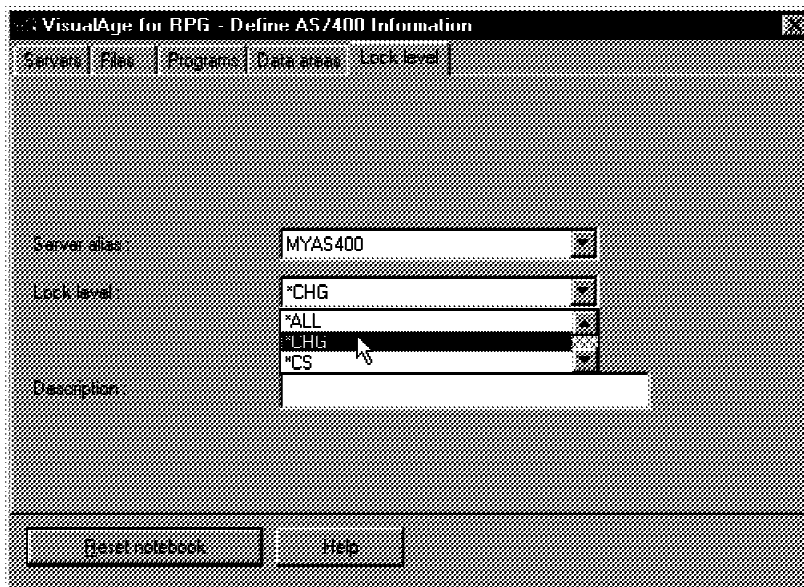 VisualAge for RPG - Define AS/400 Information
Servers Files Programs Data areas Lock level
Server alias: MYAS400
Lock level: *CHG
*ALL
*CHG
*CS
Description:
Reset notebook Help